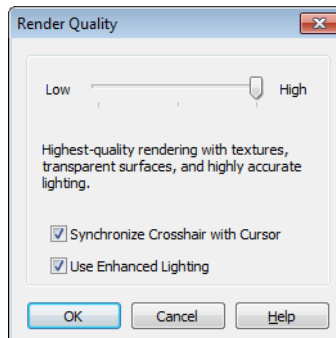 Render Quality
Low High
Highest-quality rendering with textures,
transparent surfaces, and highly accurate
lighting.
Synchronize Crosshair with Cursor
Use Enhanced Lighting
OK Cancel Help